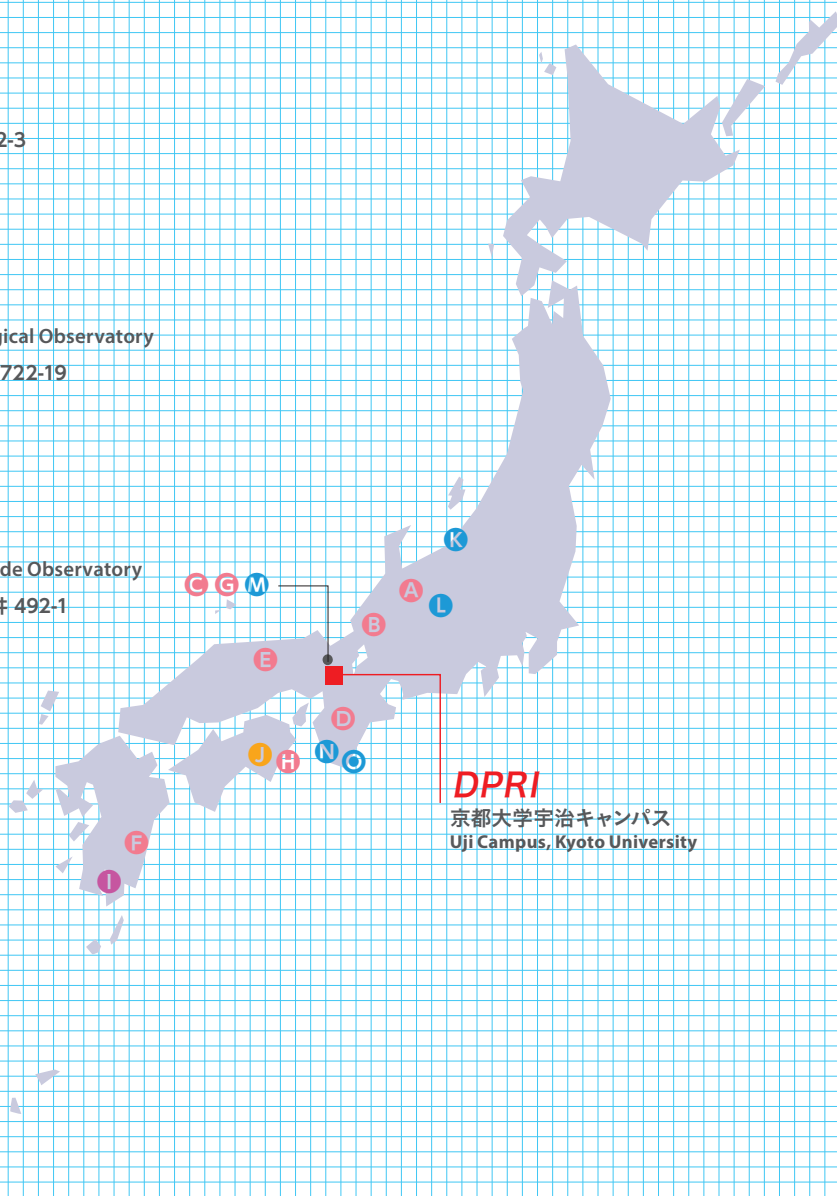 2-3
gical Observatory
722-19
K
de Observatory
C G M
A
492-1
L
B
E
D
J H N O
DPRI
京都大学宇治キャンパス
Uji Campus, Kyoto University
F
I